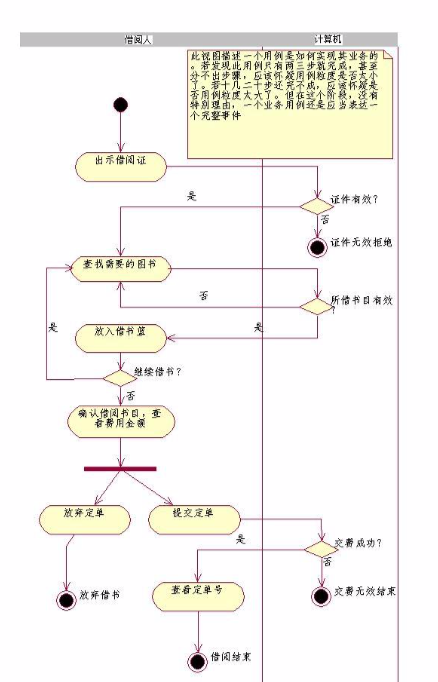 借阅人
计算机
此视图描述一个用例是如何实现其业务的
。若发现此用例只有两三步就完成，甚至
分不出步骤，应该怀疑用例粒度是否太小
了。若十几二十步还完不成，应该怀疑是
否用例粒度太大了。但在这个阶段，没有
特别理由，一个业务用例还是应当表达一
个完整事件
出示借阅证
是
证件有效？
否
证件无效拒绝
查找需要的图书
否
所借书目有效
？
是
放入借书篮
是
继续借书？
否
确认借阅书目，查
看费用金额
放弃定单
提交定单
是
交费成功？
否
放弃借书
查看定单号
交费无效结束
借阅结束